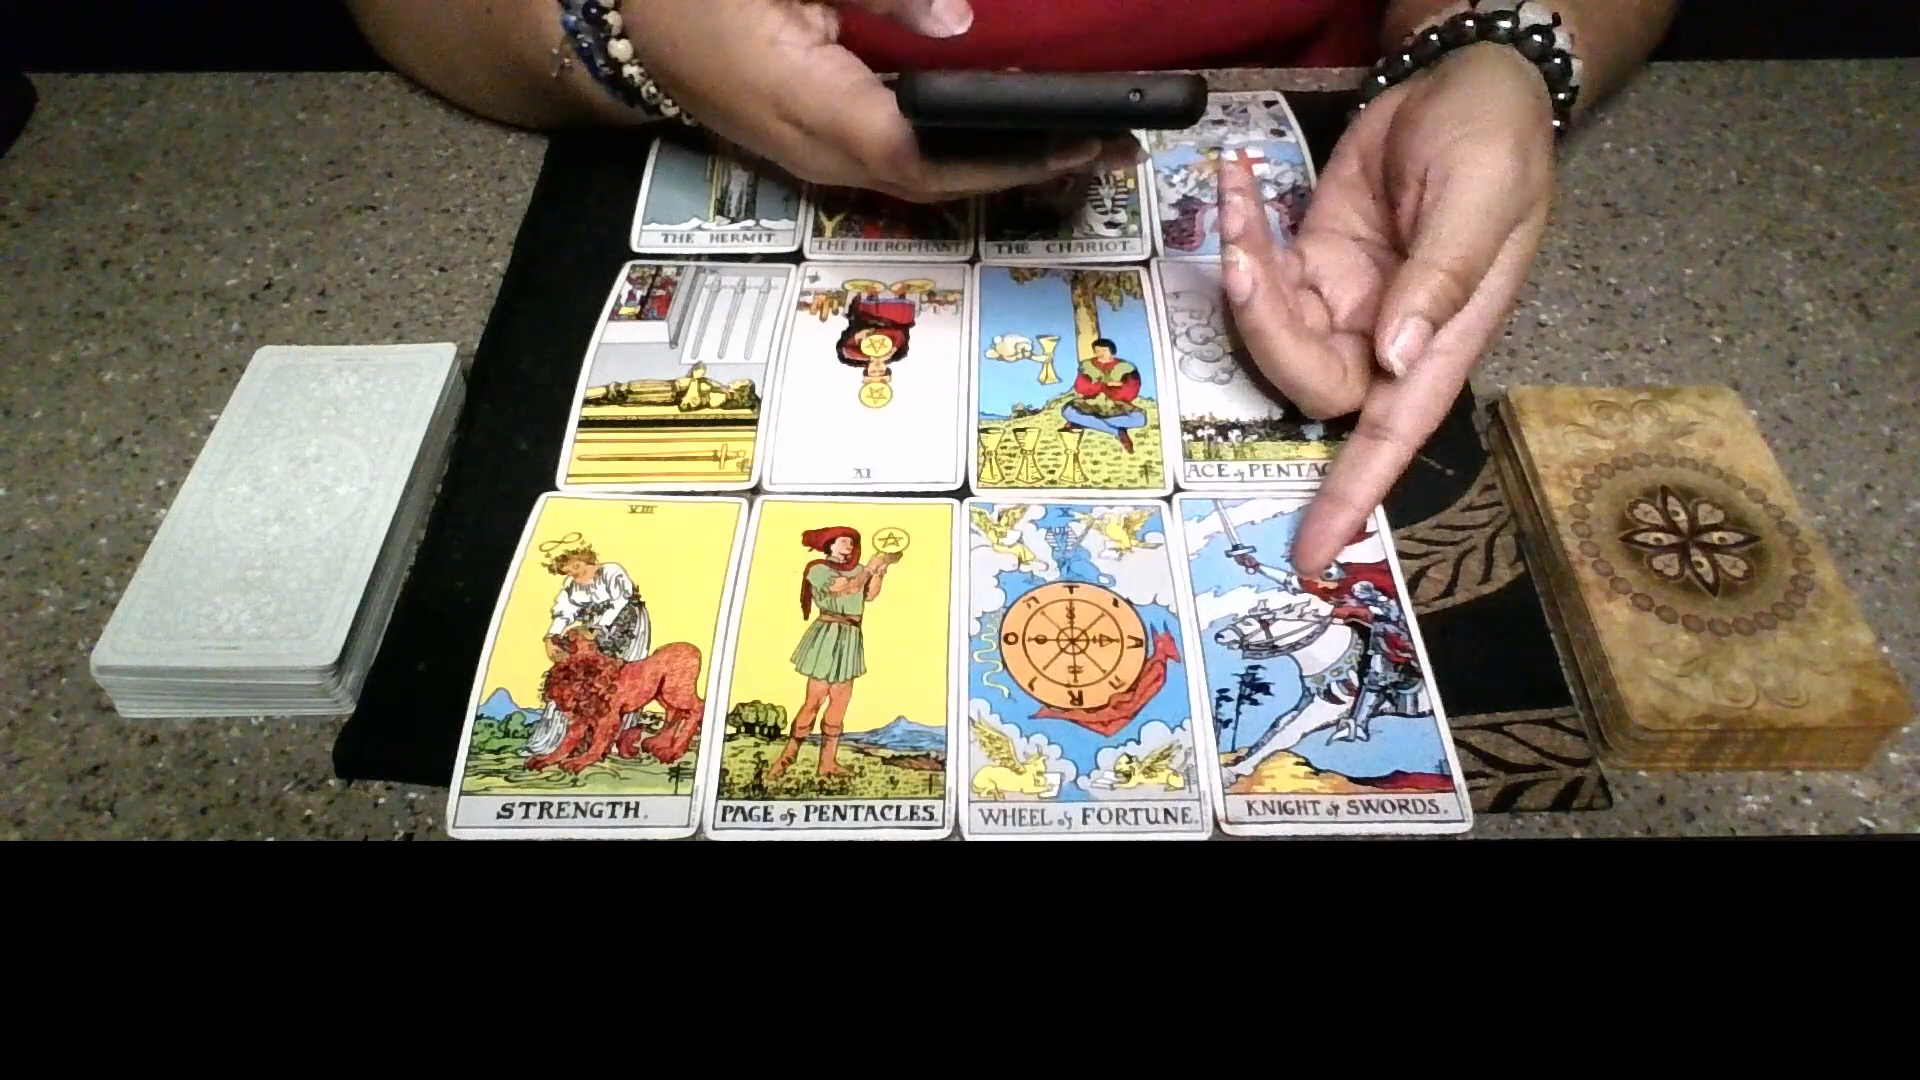 THE HERMIT.
THE HIEROPHANT
THE CHARIOT.
IV
ACE of PENTAC
VIII
X
STRENGTH.
PAGE of PENTACLES.
WHEEL of FORTUNE.
KNIGHT of SWORDS.